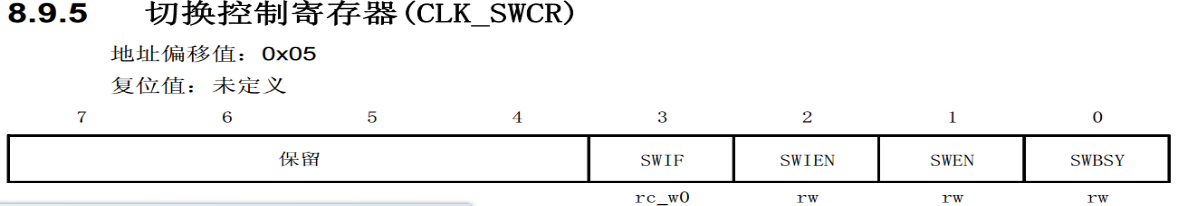 8.9.5 切换控制寄存器(CLK_SWCR)
地址偏移值：0x05
复位值：未定义
7 6 5 4 3 2 1 0
保留 SWIF SWIEN SWEN SWBSY
rc_w0 rw rw rw